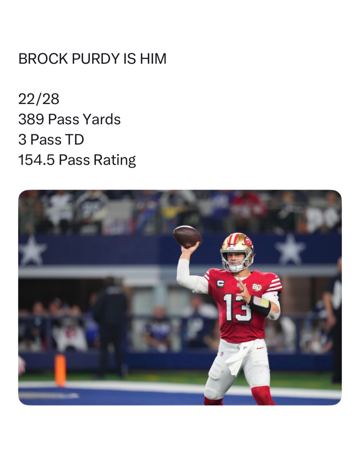 BROCK PURDY IS HIM
22/28
389 Pass Yards
3 Pass TD
154.5 Pass Rating
13